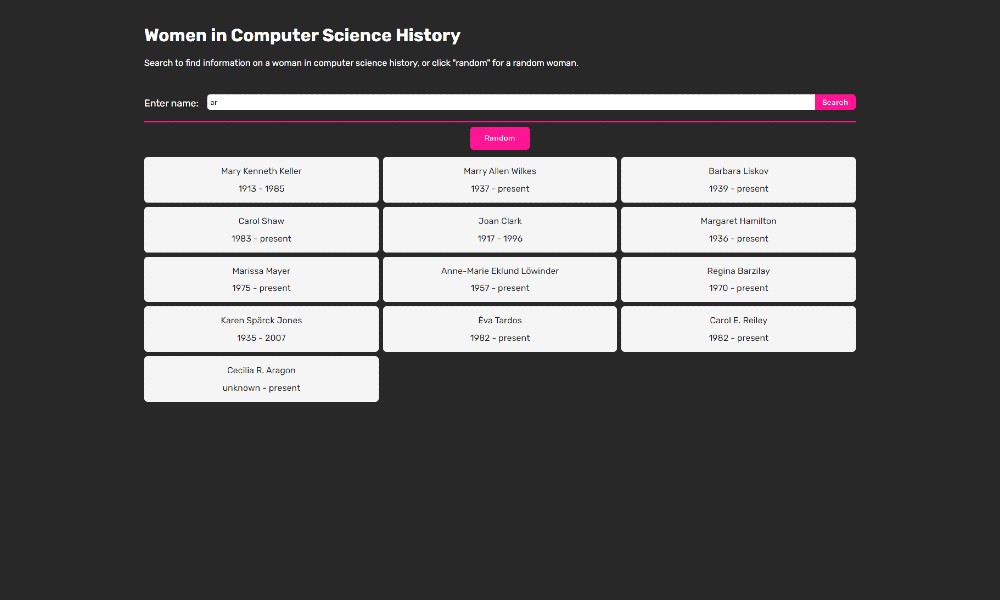 Women in Computer Science History
Search to find information on a woman in computer science history, or click "random" for a random woman.
Enter name: ar Search
Random
Mary Kenneth Keller
1913 - 1985
Marry Allen Wilkes
1937 - present
Barbara Liskov
1939 - present
Carol Shaw
1983 - present
Joan Clark
1917 - 1996
Margaret Hamilton
1936 - present
Marissa Mayer
1975 - present
Anne-Marie Eklund Löwinder
1957 - present
Regina Barzilay
1970 - present
Karen Spärck Jones
1935 - 2007
Éva Tardos
1982 - present
Carol E. Reiley
1982 - present
Cecilia R. Aragon
unknown - present